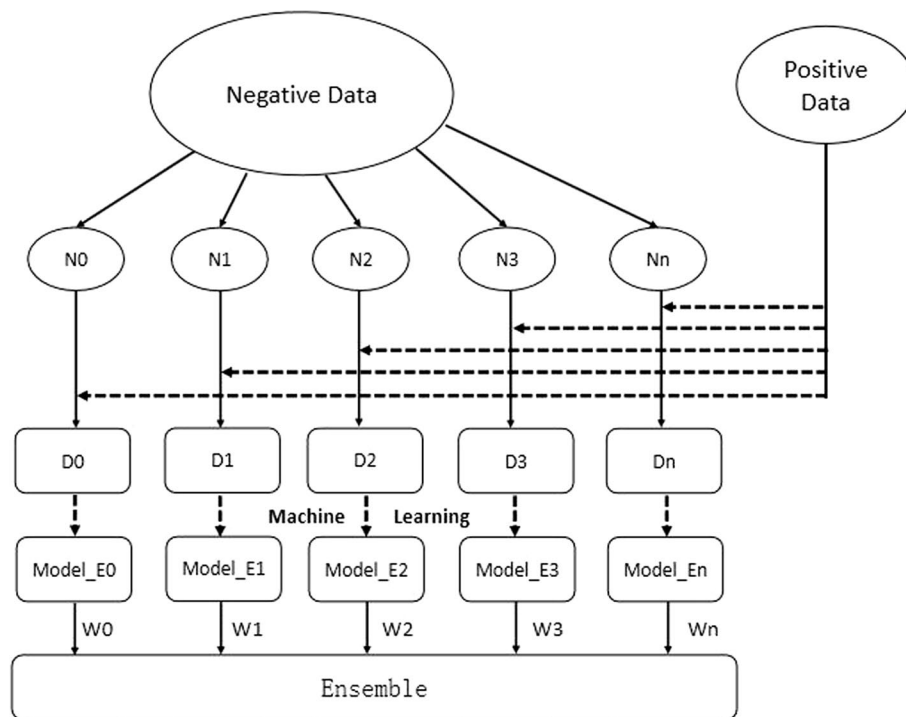 Negative Data
Positive
Data
N0 N1 N2 N3 Nn
D0 D1 D2 D3 Dn
Machine Learning
Model_E0 Model_E1 Model_E2 Model_E3 Model_En
W0 W1 W2 W3 Wn
Ensemble